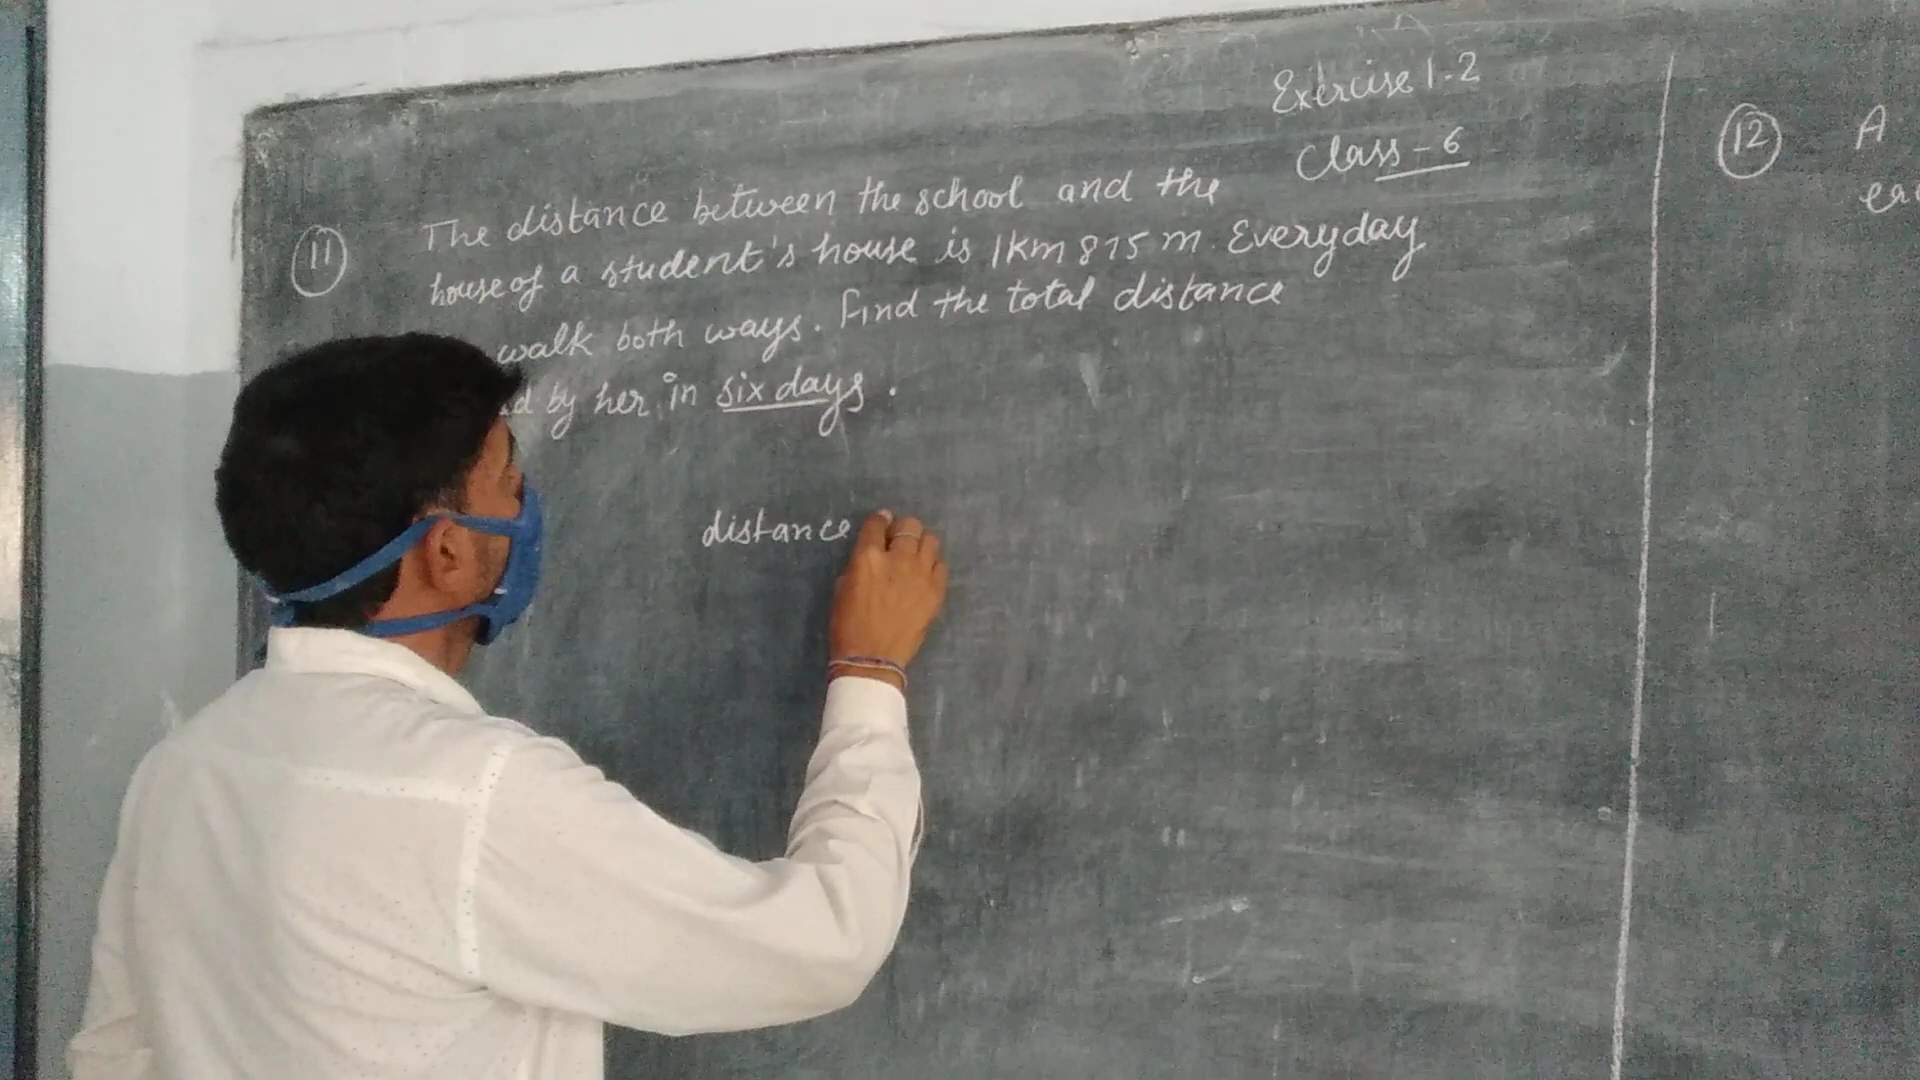 Exercise 1.2
Class - 6
11 The distance between the school and the
house of a student's house is 1km 875 m. Everyday
walk both ways. Find the total distance
by her in six days.
distance
12 A